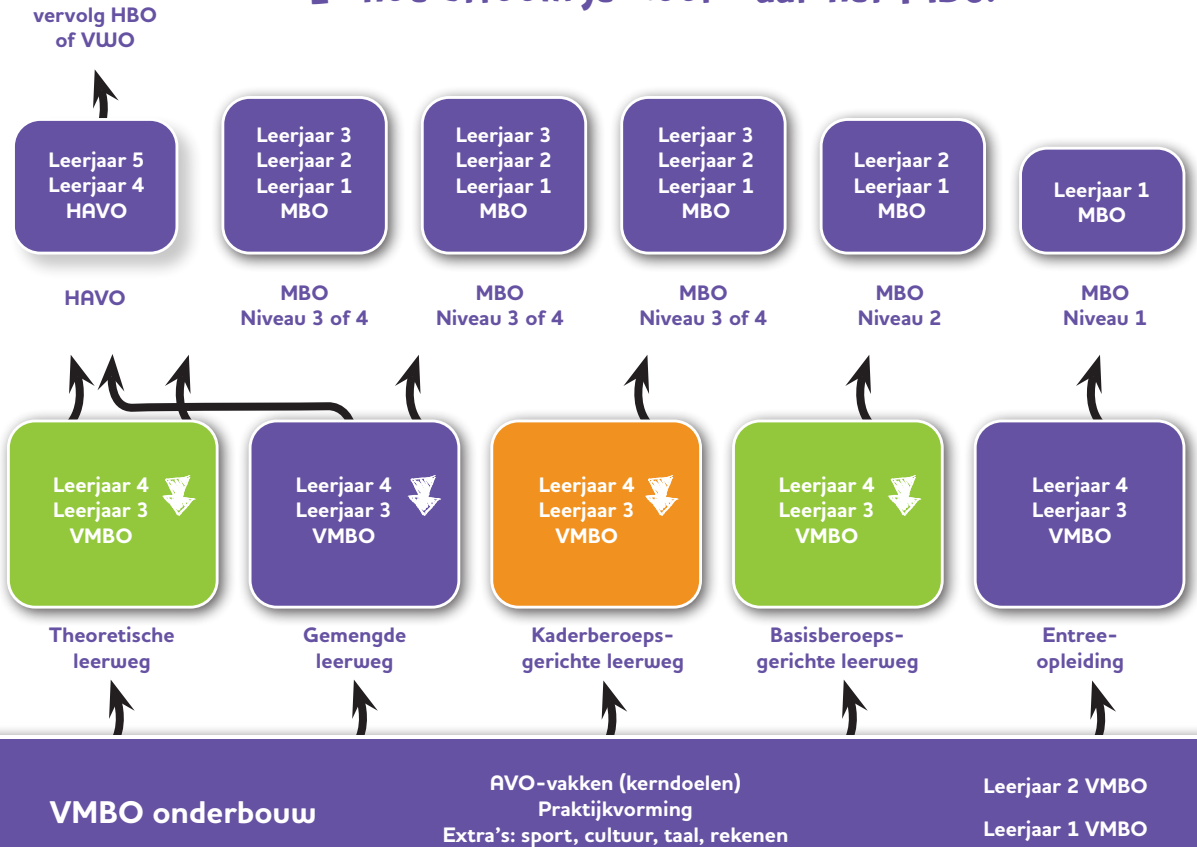 vervolg HBO
of VWO
Leerjaar 5
Leerjaar 4
HAVO
Leerjaar 3
Leerjaar 2
Leerjaar 1
MBO
Leerjaar 3
Leerjaar 2
Leerjaar 1
MBO
Leerjaar 3
Leerjaar 2
Leerjaar 1
MBO
Leerjaar 2
Leerjaar 1
MBO
Leerjaar 1
MBO
HAVO
MBO
Niveau 3 of 4
MBO
Niveau 3 of 4
MBO
Niveau 3 of 4
MBO
Niveau 2
MBO
Niveau 1
Leerjaar 4
Leerjaar 3
VMBO
Leerjaar 4
Leerjaar 3
VMBO
Leerjaar 4
Leerjaar 3
VMBO
Leerjaar 4
Leerjaar 3
VMBO
Leerjaar 4
Leerjaar 3
VMBO
Theoretische
leerweg
Gemengde
leerweg
Kaderberoeps-
gerichte leerweg
Basisberoeps-
gerichte leerweg
Entree-
opleiding
VMBO onderbouw
AVO-vakken (kerndoelen)
Praktijkvorming
Extra's: sport, cultuur, taal, rekenen
Leerjaar 2 VMBO
Leerjaar 1 VMBO